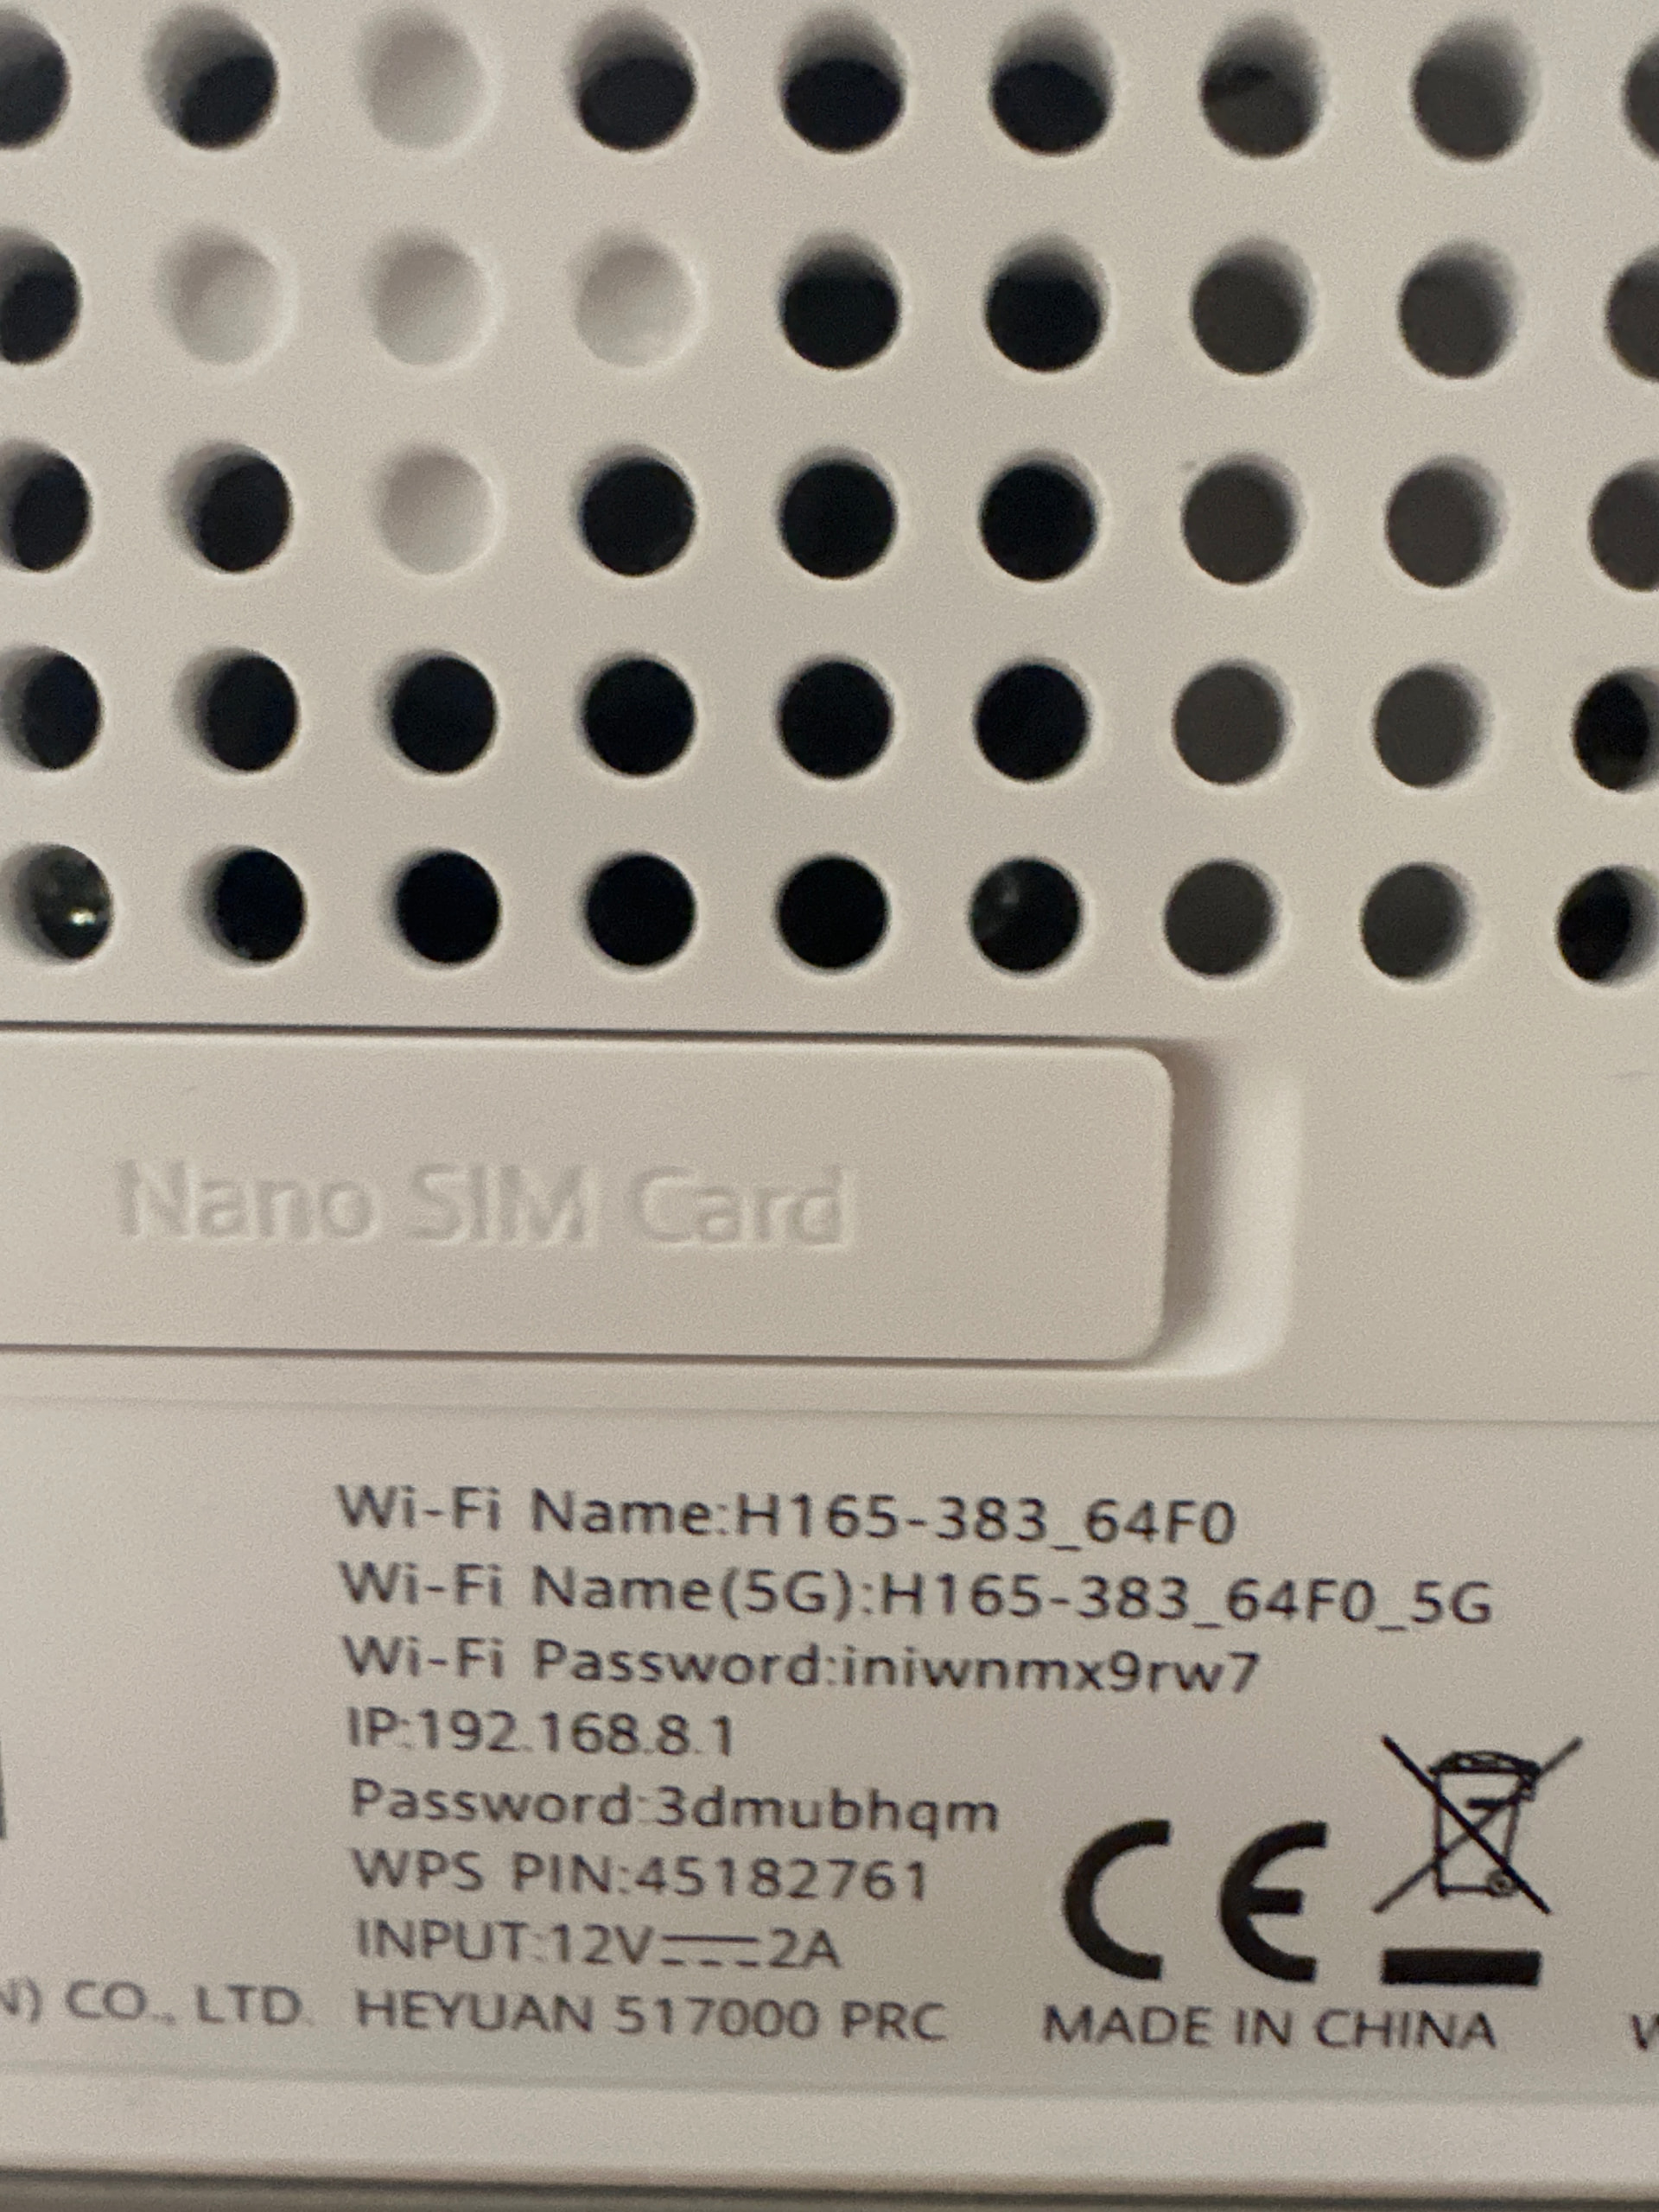 Nano SIM Card
Wi-Fi Name:H165-383_64F0
Wi-Fi Name(5G):H165-383_64F0_5G
Wi-Fi Password:iniwnmx9rw7
IP:192.168.8.1
Password:3dmubhqm
WPS PIN:45182761
INPUT:12V⎓2A
CO., LTD. HEYUAN 517000 PRC MADE IN CHINA
CE